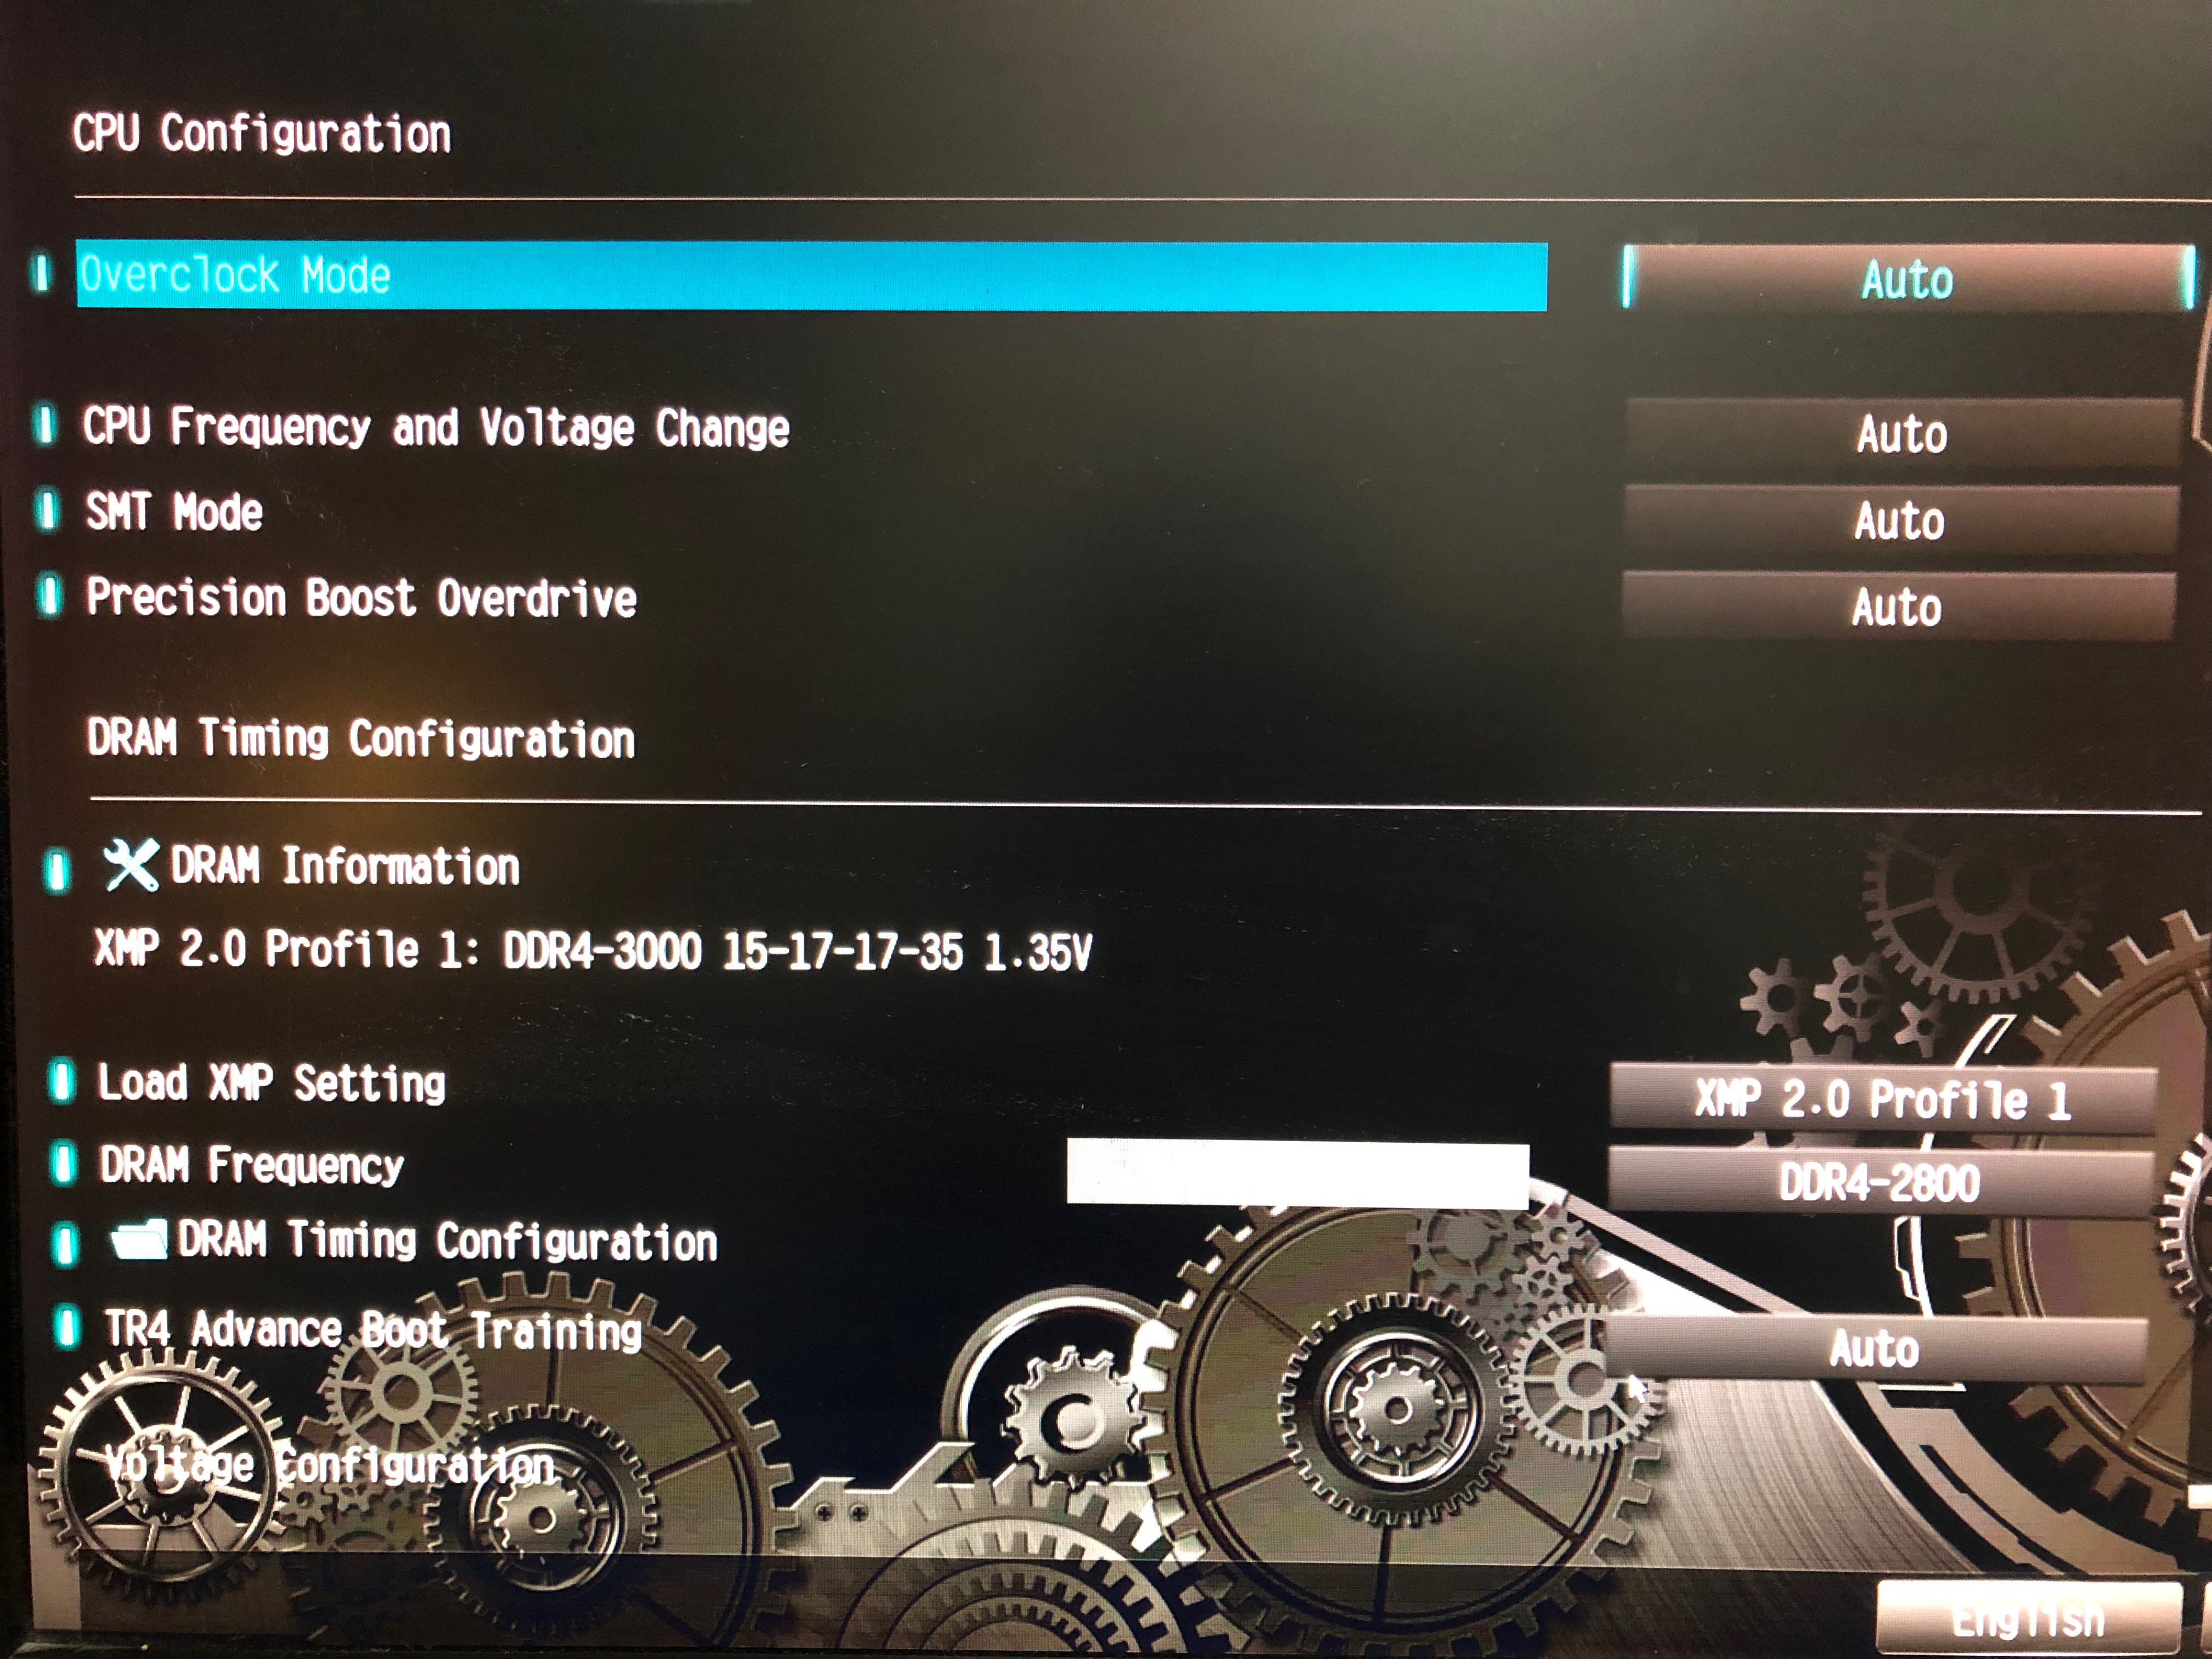 CPU Configuration
Overclock Mode Auto
CPU Frequency and Voltage Change Auto
SMT Mode Auto
Precision Boost Overdrive Auto
DRAM Timing Configuration
DRAM Information
XMP 2.0 Profile 1: DDR4-3000 15-17-17-35 1.35V
Load XMP Setting XMP 2.0 Profile 1
DRAM Frequency DDR4-2800
DRAM Timing Configuration
TR4 Advance Boot Training Auto
Voltage Configuration
English